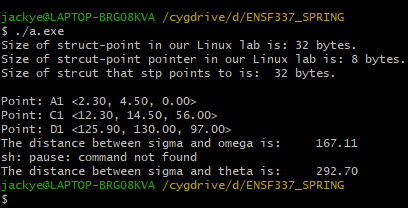 jackye@LAPTOP-BRGO8KVA /cygdrive/d/ENSF337_SPRING
$ ./a.exe
Size of struct-point in our Linux lab is: 32 bytes.
Size of strcut-point pointer in our Linux lab is: 8 bytes.
Size of struct that stp points to is:  32 bytes.
Point: A1 <2.30, 4.50, 0.00>
Point: C1 <12.30, 14.50, 56.00>
Point: D1 <125.90, 130.00, 97.00>
The distance between sigma and omega is:     167.11
sh: pause: command not found
The distance between sigma and theta is:     292.70
jackye@LAPTOP-BRGO8KVA /cygdrive/d/ENSF337_SPRING
$